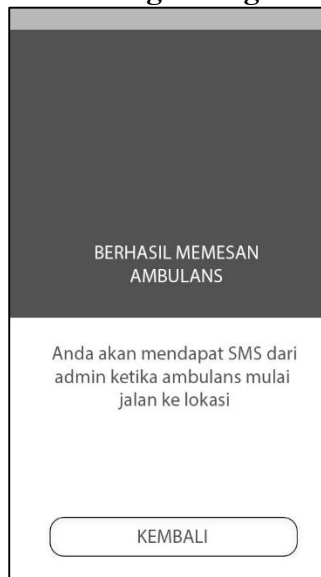 BERHASIL MEMESAN
AMBULANS
Anda akan mendapat SMS dari
admin ketika ambulans mulai
jalan ke lokasi
KEMBALI